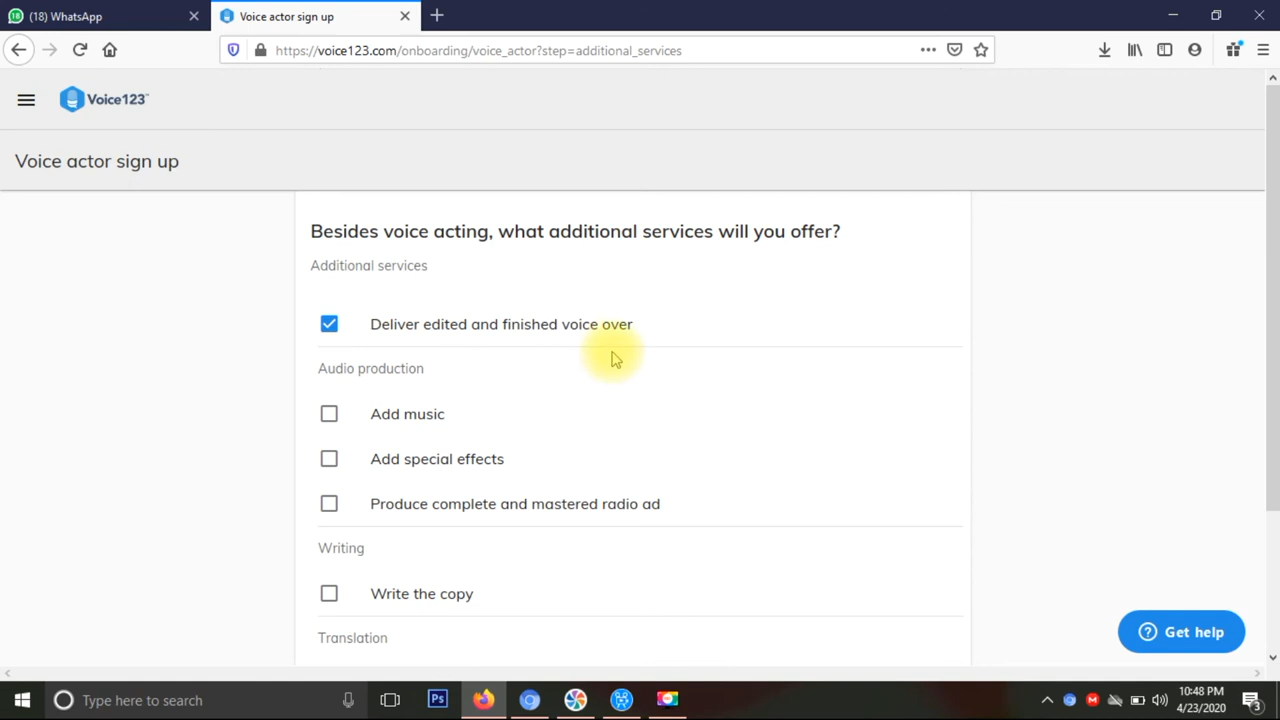 (18) WhatsApp
Voice actor sign up
https://voice123.com/onboarding/voice_actor?step=additional_services
Voice123™
Voice actor sign up
Besides voice acting, what additional services will you offer?
Additional services
Deliver edited and finished voice over
Audio production
Add music
Add special effects
Produce complete and mastered radio ad
Writing
Write the copy
Translation
Get help
Type here to search
Ps
10:48 PM
4/23/2020
3